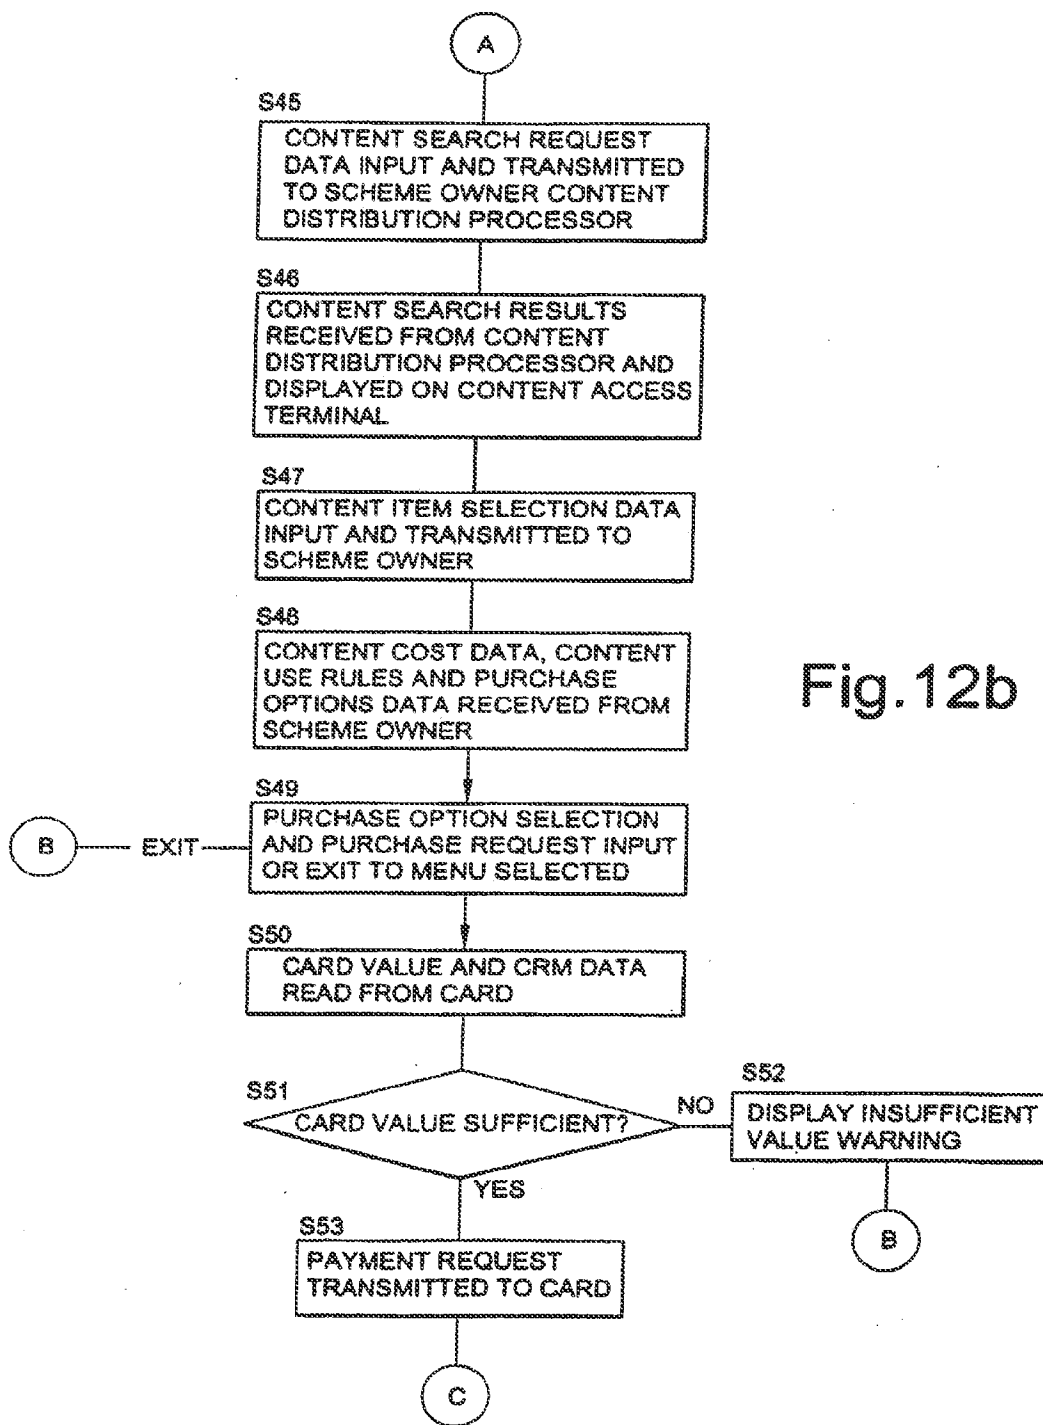 A
S45
CONTENT SEARCH REQUEST
DATA INPUT AND TRANSMITTED
TO SCHEME OWNER CONTENT
DISTRIBUTION PROCESSOR
S46
CONTENT SEARCH RESULTS
RECEIVED FROM CONTENT
DISTRIBUTION PROCESSOR AND
DISPLAYED ON CONTENT ACCESS
TERMINAL
S47
CONTENT ITEM SELECTION DATA
INPUT AND TRANSMITTED TO
SCHEME OWNER
S48
CONTENT COST DATA, CONTENT
USE RULES AND PURCHASE
OPTIONS DATA RECEIVED FROM
SCHEME OWNER
Fig.12b
S49
PURCHASE OPTION SELECTION
AND PURCHASE REQUEST INPUT
OR EXIT TO MENU SELECTED
B
EXIT
S50
CARD VALUE AND CRM DATA
READ FROM CARD
S51
CARD VALUE SUFFICIENT?
NO
S52
DISPLAY INSUFFICIENT
VALUE WARNING
B
YES
S53
PAYMENT REQUEST
TRANSMITTED TO CARD
C